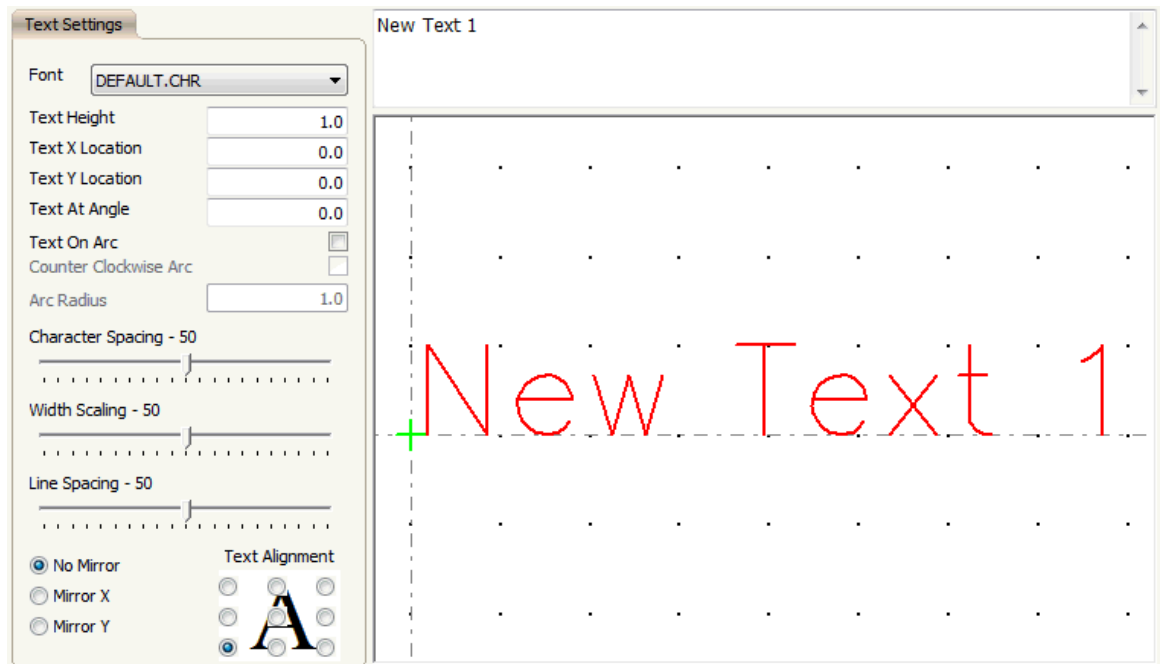 Text Settings
New Text 1
Font
DEFAULT.CHR
Text Height
1.0
Text X Location
0.0
Text Y Location
0.0
Text At Angle
0.0
Text On Arc
Counter Clockwise Arc
Arc Radius
1.0
Character Spacing - 50
Width Scaling - 50
Line Spacing - 50
No Mirror
Mirror X
Mirror Y
Text Alignment
A
New Text 1